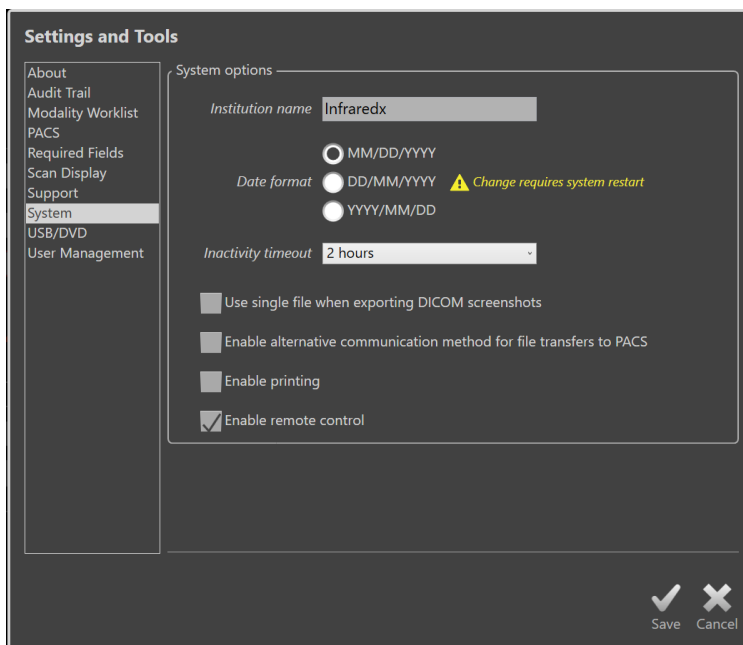 Settings and Tools
About
Audit Trail
Modality Worklist
PACS
Required Fields
Scan Display
Support
System
USB/DVD
User Management
System options
Institution name Infraredx
MM/DD/YYYY
Date format DD/MM/YYYY Change requires system restart
YYYY/MM/DD
Inactivity timeout 2 hours
Use single file when exporting DICOM screenshots
Enable alternative communication method for file transfers to PACS
Enable printing
Enable remote control
Save Cancel